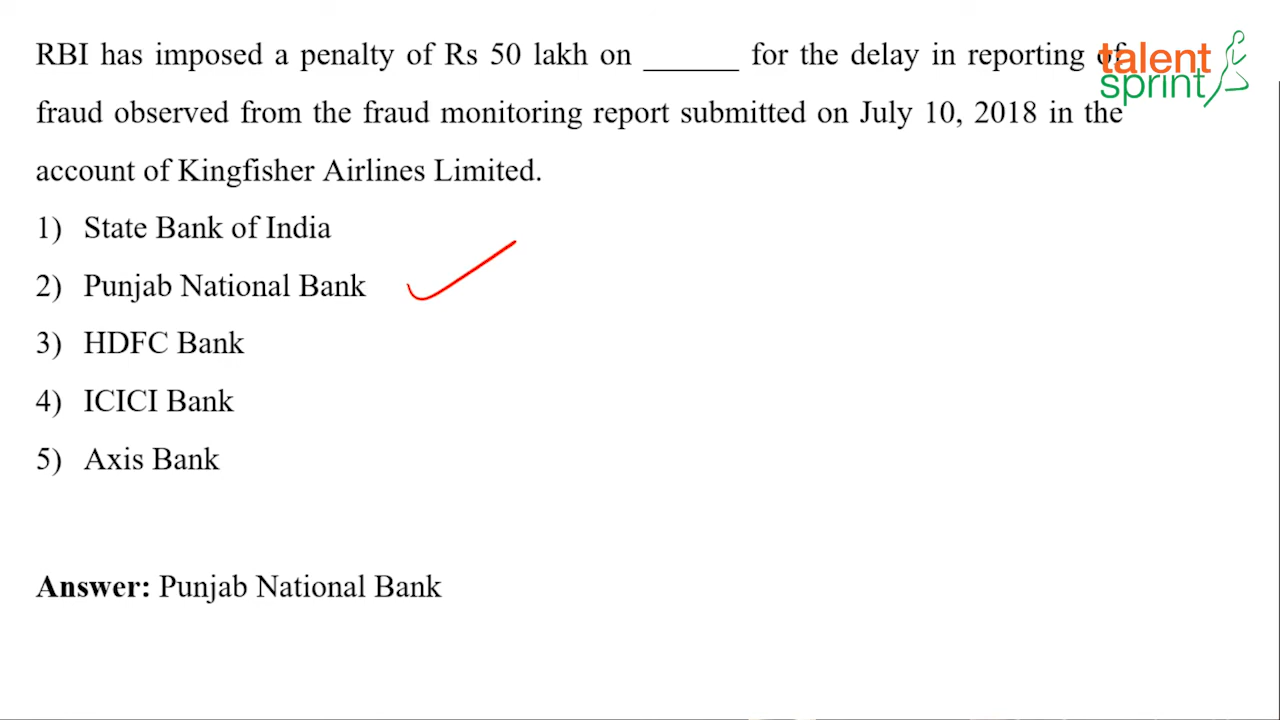 RBI has imposed a penalty of Rs 50 lakh on ______ for the delay in reporting of
talent
sprint
fraud observed from the fraud monitoring report submitted on July 10, 2018 in the
account of Kingfisher Airlines Limited.
1) State Bank of India
2) Punjab National Bank
3) HDFC Bank
4) ICICI Bank
5) Axis Bank
Answer: Punjab National Bank